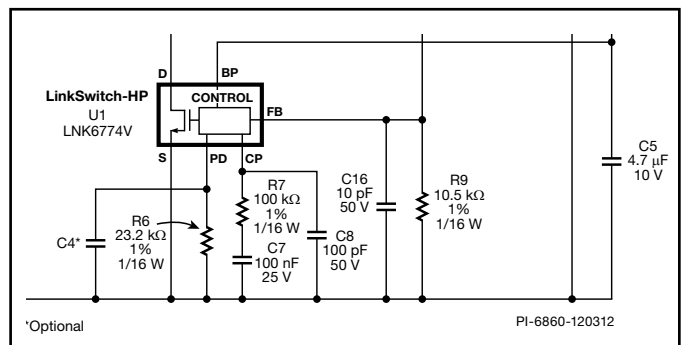 D
BP
LinkSwitch-HP
U1
LNK6774V
CONTROL
FB
S
PD
CP
C5
4.7 μF
10 V
C16
10 pF
50 V
R9
10.5 kΩ
1%
1/16 W
R7
100 kΩ
1%
1/16 W
R6
23.2 kΩ
1%
1/16 W
C4*
C7
100 nF
25 V
C8
100 pF
50 V
*Optional
PI-6860-120312